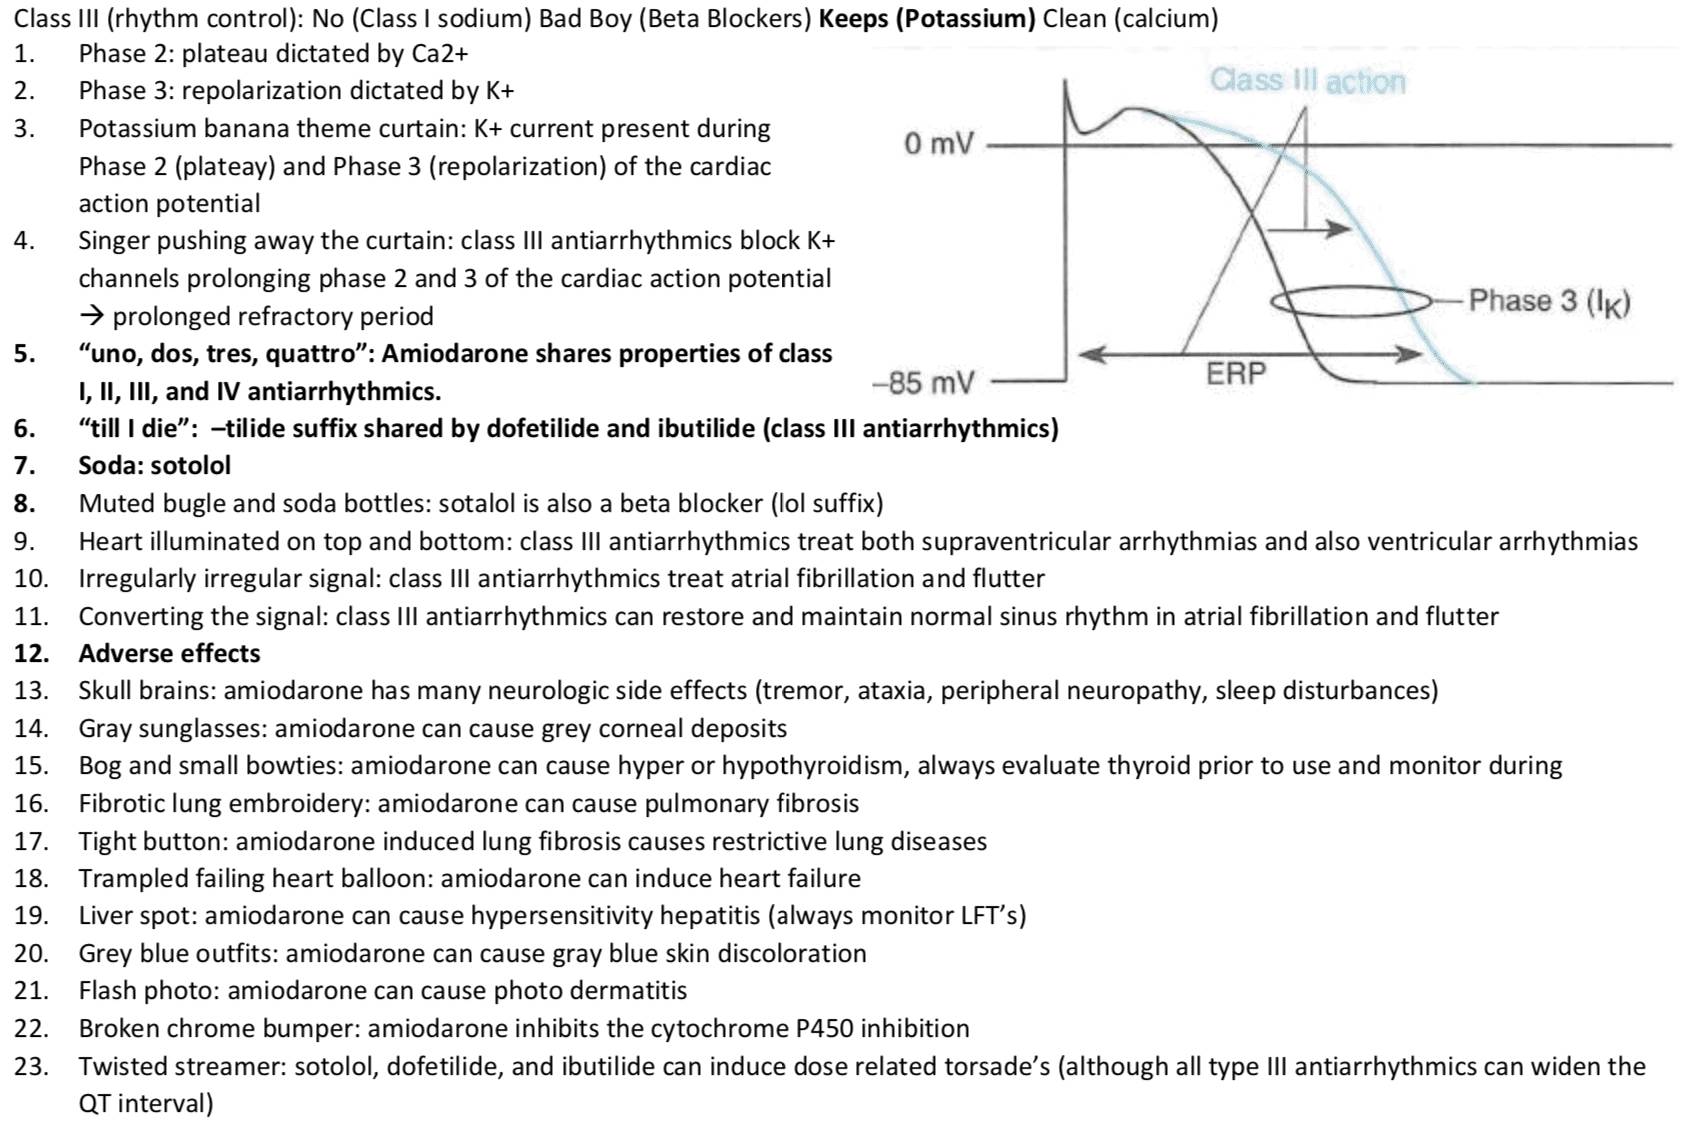 Class III (rhythm control): No (Class I sodium) Bad Boy (Beta Blockers) Keeps (Potassium) Clean (calcium)
1. Phase 2: plateau dictated by Ca2+
2. Phase 3: repolarization dictated by K+
3. Potassium banana theme curtain: K+ current present during
Phase 2 (plateay) and Phase 3 (repolarization) of the cardiac
action potential
4. Singer pushing away the curtain: class III antiarrhythmics block K+
channels prolonging phase 2 and 3 of the cardiac action potential
→ prolonged refractory period
5. “uno, dos, tres, quattro”: Amiodarone shares properties of class
I, II, III, and IV antiarrhythmics.
Class III action
0 mV
Phase 3 (IK)
ERP
–85 mV
6. “till I die”: –tilide suffix shared by dofetilide and ibutilide (class III antiarrhythmics)
7. Soda: sotolol
8. Muted bugle and soda bottles: sotalol is also a beta blocker (lol suffix)
9. Heart illuminated on top and bottom: class III antiarrhythmics treat both supraventricular arrhythmias and also ventricular arrhythmias
10. Irregularly irregular signal: class III antiarrhythmics treat atrial fibrillation and flutter
11. Converting the signal: class III antiarrhythmics can restore and maintain normal sinus rhythm in atrial fibrillation and flutter
12. Adverse effects
13. Skull brains: amiodarone has many neurologic side effects (tremor, ataxia, peripheral neuropathy, sleep disturbances)
14. Gray sunglasses: amiodarone can cause grey corneal deposits
15. Bog and small bowties: amiodarone can cause hyper or hypothyroidism, always evaluate thyroid prior to use and monitor during
16. Fibrotic lung embroidery: amiodarone can cause pulmonary fibrosis
17. Tight button: amiodarone induced lung fibrosis causes restrictive lung diseases
18. Trampled failing heart balloon: amiodarone can induce heart failure
19. Liver spot: amiodarone can cause hypersensitivity hepatitis (always monitor LFT’s)
20. Grey blue outfits: amiodarone can cause gray blue skin discoloration
21. Flash photo: amiodarone can cause photo dermatitis
22. Broken chrome bumper: amiodarone inhibits the cytochrome P450 inhibition
23. Twisted streamer: sotolol, dofetilide, and ibutilide can induce dose related torsade’s (although all type III antiarrhythmics can widen the
QT interval)